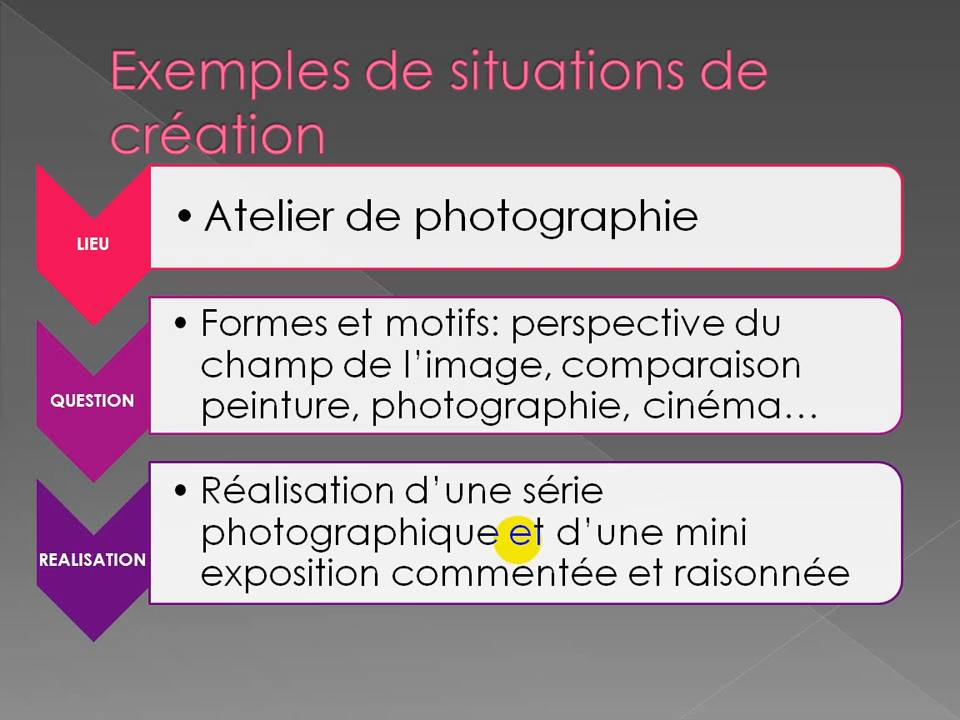 Exemples de situations de
création
LIEU
• Atelier de photographie
QUESTION
• Formes et motifs: perspective du
champ de l’image, comparaison
peinture, photographie, cinéma…
REALISATION
• Réalisation d’une série
photographique et d’une mini
exposition commentée et raisonnée